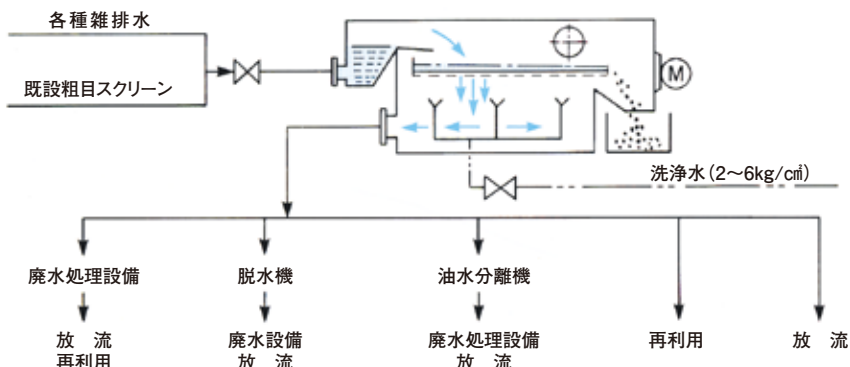 各種雑排水
既設粗目スクリーン
M
洗浄水(2〜6kg/c㎡)
廃水処理設備
脱水機
油水分離機
放 流
再利用
廃水設備
放 流
廃水処理設備
放 流
再利用
放 流